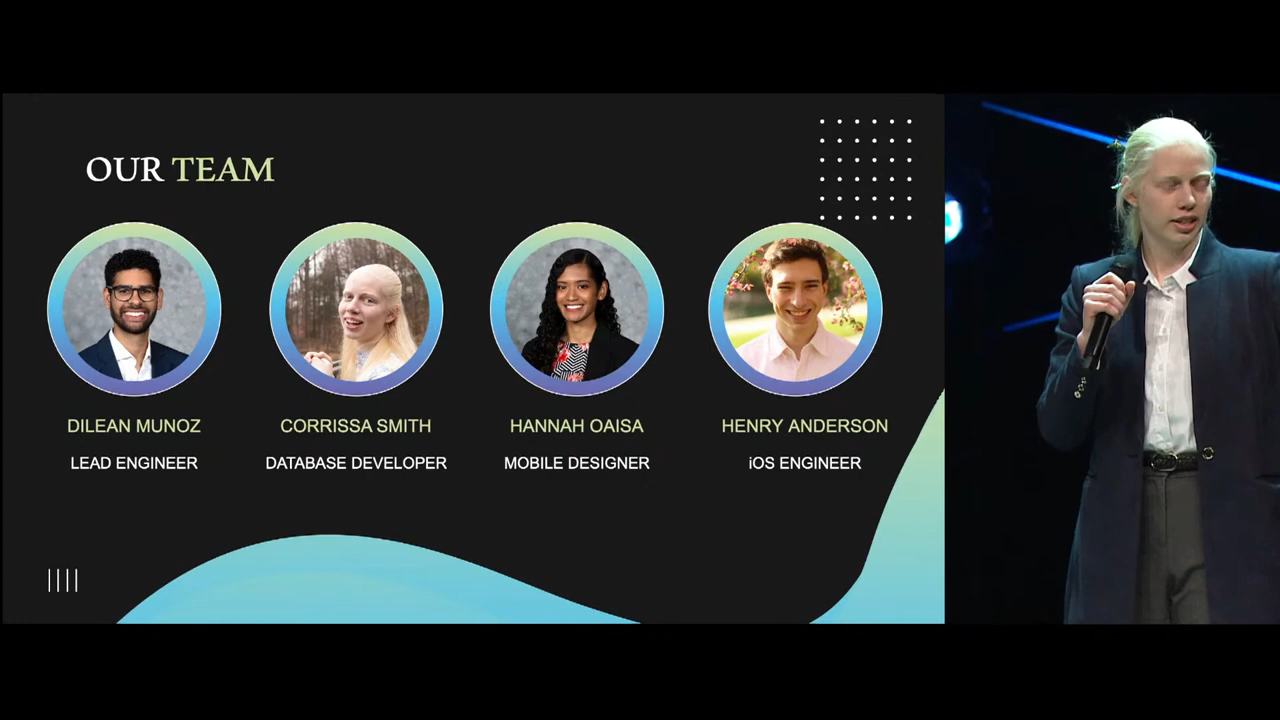 OUR TEAM
DILEAN MUNOZ
LEAD ENGINEER
CORRISSA SMITH
DATABASE DEVELOPER
HANNAH OAISA
MOBILE DESIGNER
HENRY ANDERSON
iOS ENGINEER